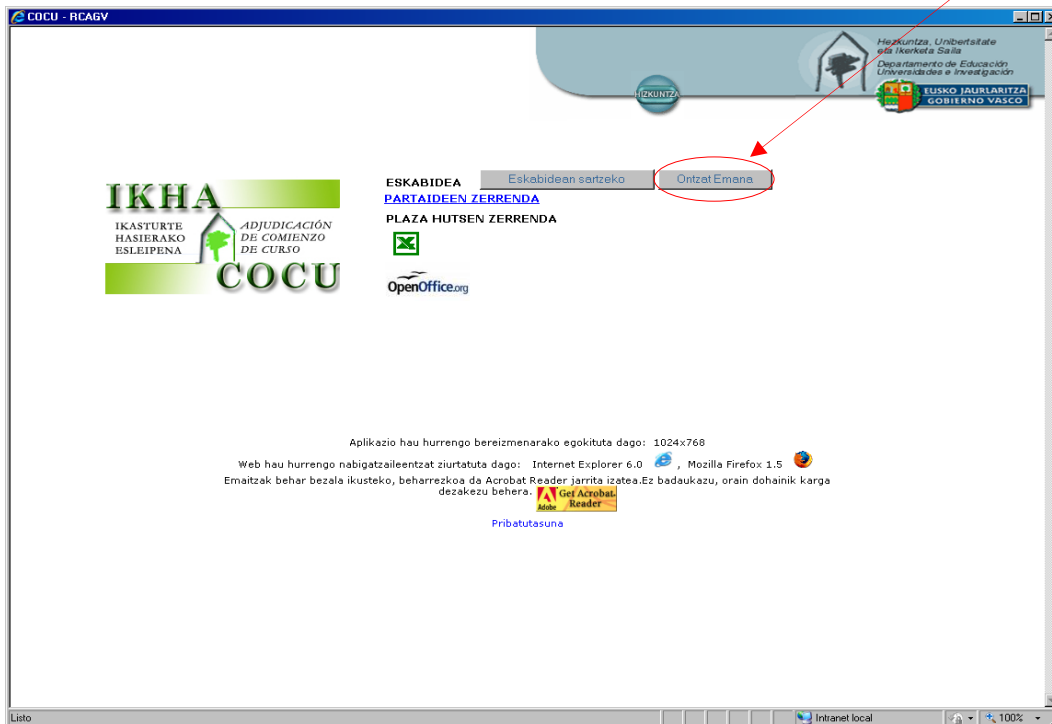 COCU - RCAGV
Hezkuntza, Unibertsitate
eta Ikerketa Saila
Departamento de Educación
Universidades e Investigación
HIZKUNTZA
EUSKO JAURLARITZA
GOBIERNO VASCO
ESKABIDEA Eskabidean sartzeko Ontzat Emana
PARTAIDEEN ZERRENDA
PLAZA HUTSEN ZERRENDA
IKHA
IKASTURTE
HASIERAKO
ESLEIPENA
ADJUDICACIÓN
DE COMIENZO
DE CURSO
COCU
OpenOffice.org
Aplikazio hau hurrengo bereizmenarako egokituta dago: 1024x768
Web hau hurrengo nabigatzaileentzat ziurtatuta dago: Internet Explorer 6.0 , Mozilla Firefox 1.5
Emaitzak behar bezala ikusteko, beharrezkoa da Acrobat Reader jarrita izatea.Ez badaukazu, orain dohainik karga
dezakezu behera.
Get Acrobat
Reader
Adobe
Pribatutasuna
Listo Intranet local 100%